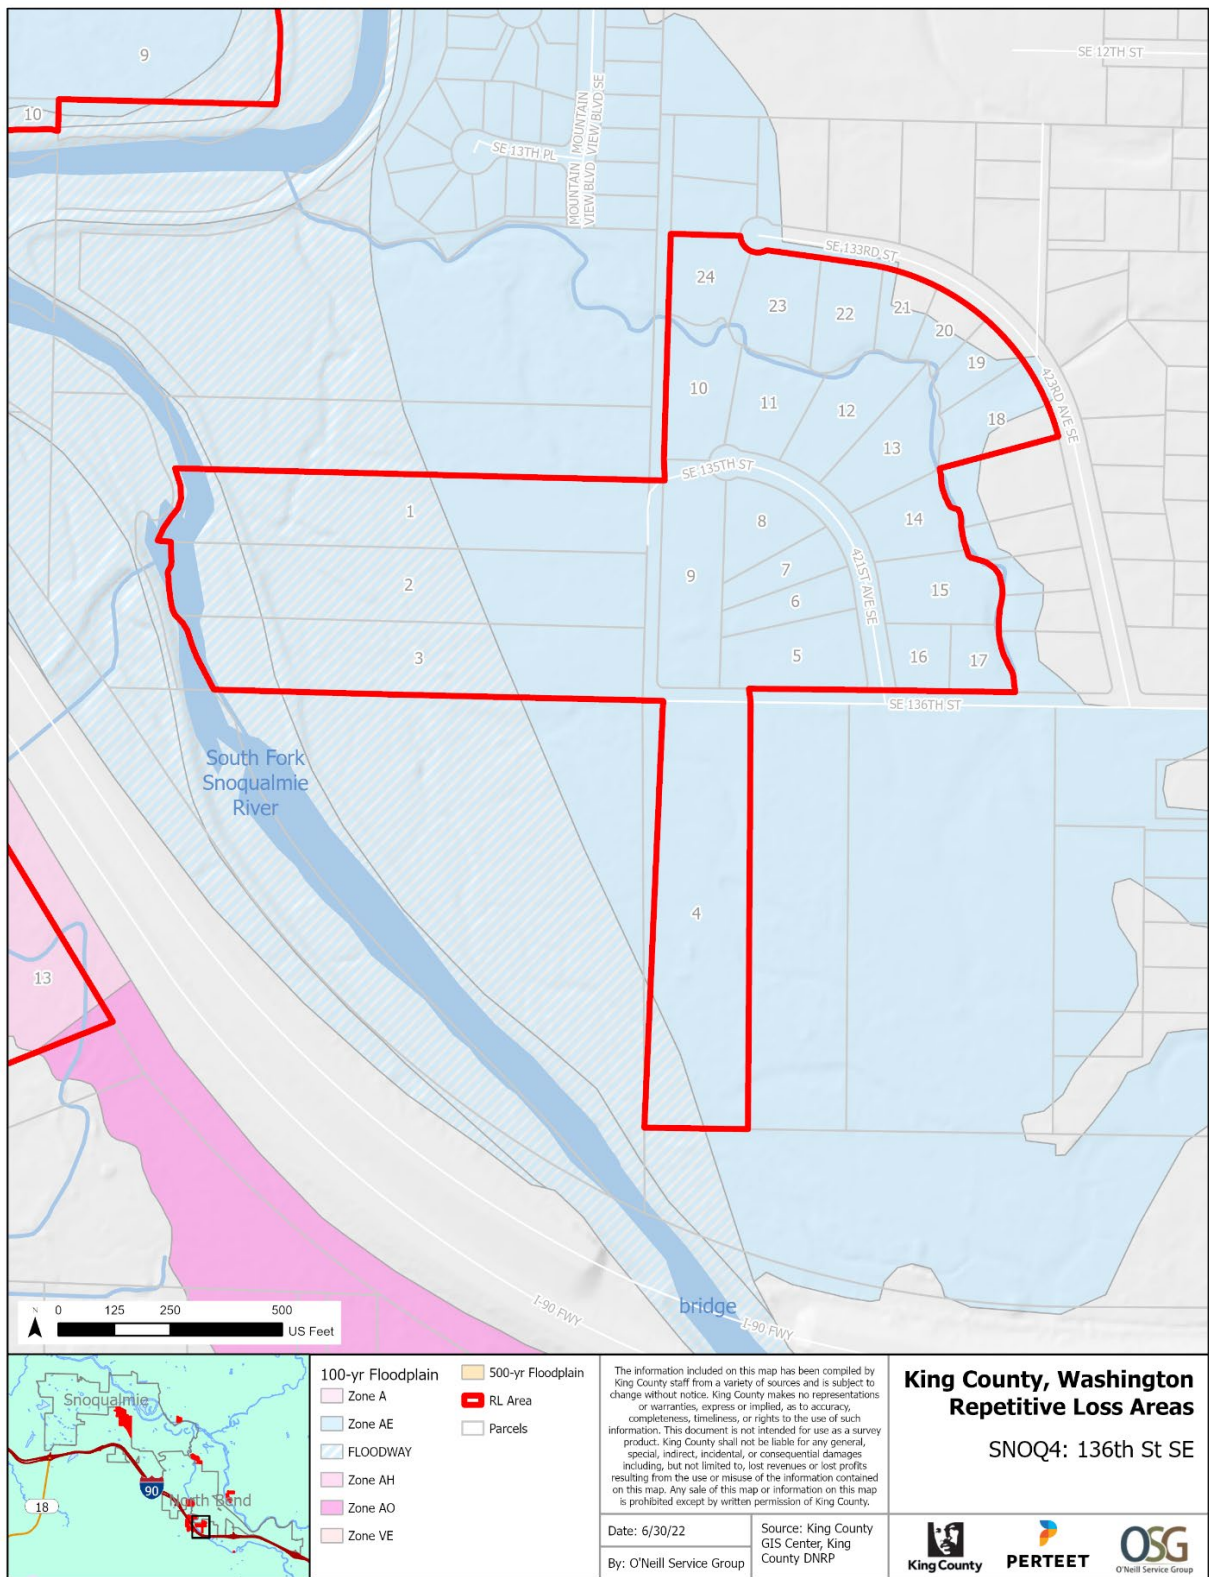 9
10
SE 12TH ST
SE 13TH PL
MOUNTAIN
VIEW BLVD
MOUNTAIN
VIEW BLVD SE
SE 133RD ST
24
23
22
21
20
19
18
423RD AVE SE
10
11
12
13
SE 135TH ST
14
1
8
2
9
7
6
421ST AVE SE
15
3
5
16
17
SE 136TH ST
South Fork
Snoqualmie
River
4
13
bridge
I-90 FWY
I-90 FWY
N
0 125 250 500
US Feet
Snoqualmie
North Bend
90
18
100-yr Floodplain
Zone A
Zone AE
FLOODWAY
Zone AH
Zone AO
Zone VE
500-yr Floodplain
RL Area
Parcels
The information included on this map has been compiled by
King County staff from a variety of sources and is subject to
change without notice. King County makes no representations
or warranties, express or implied, as to accuracy,
completeness, timeliness, or rights to the use of such
information. This document is not intended for use as a survey
product. King County shall not be liable for any general,
special, indirect, incidental, or consequential damages
including, but not limited to, lost revenues or lost profits
resulting from the use or misuse of the information contained
on this map. Any sale of this map or information on this map
is prohibited except by written permission of King County.
Date: 6/30/22
By: O'Neill Service Group
Source: King County
GIS Center, King
County DNRP
King County, Washington
Repetitive Loss Areas
SNOQ4: 136th St SE
King County
PERTEET
OSG
O'Neill Service Group